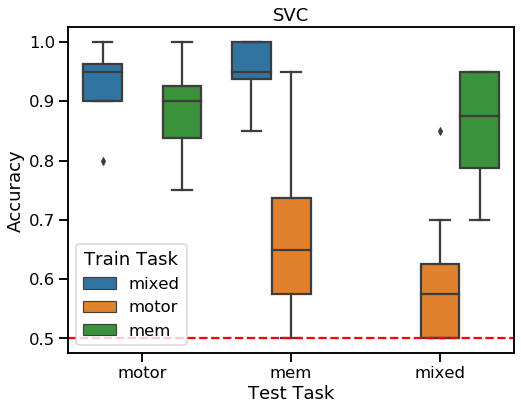 SVC
Accuracy
1.0
0.9
0.8
0.7
0.6
0.5
Train Task
mixed
motor
mem
motor mem mixed
Test Task